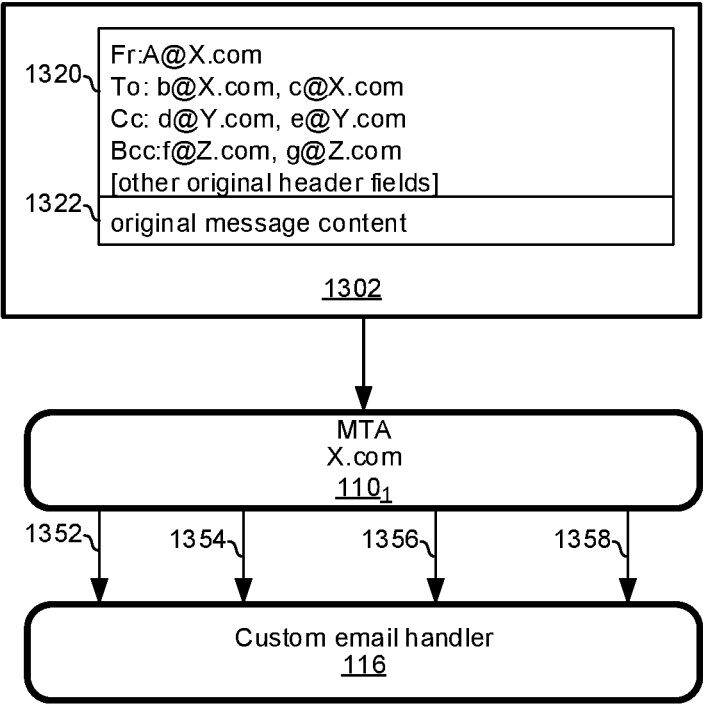 1320
Fr:A@X.com
To: b@X.com, c@X.com
Cc: d@Y.com, e@Y.com
Bcc:f@Z.com, g@Z.com
[other original header fields]
1322
original message content
1302
MTA
X.com
110₁
1352
1354
1356
1358
Custom email handler
116